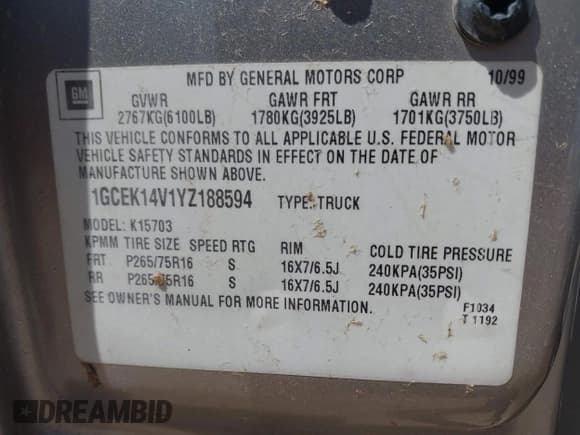 GM
MFD BY GENERAL MOTORS CORP 10/99
GVWR GAWR FRT GAWR RR
2767KG(6100LB) 1780KG(3925LB) 1701KG(3750LB)
THIS VEHICLE CONFORMS TO ALL APPLICABLE U.S. FEDERAL MOTOR
VEHICLE SAFETY STANDARDS IN EFFECT ON THE DATE OF
MANUFACTURE SHOWN ABOVE.
1GCEK14V1YZ188594 TYPE:TRUCK
MODEL: K15703
KPMM TIRE SIZE SPEED RTG RIM COLD TIRE PRESSURE
FRT P265/75R16 S 16X7/6.5J 240KPA(35PSI)
RR P265/75R16 S 16X7/6.5J 240KPA(35PSI)
SEE OWNER'S MANUAL FOR MORE INFORMATION. F1034
T 1192
DREAMBID